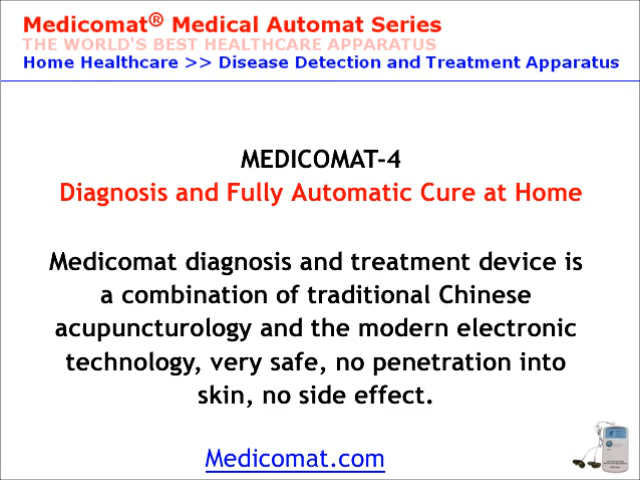 Medicomat® Medical Automat Series
THE WORLD'S BEST HEALTHCARE APPARATUS
Home Healthcare >> Disease Detection and Treatment Apparatus
MEDICOMAT-4
Diagnosis and Fully Automatic Cure at Home
Medicomat diagnosis and treatment device is
a combination of traditional Chinese
acupuncturology and the modern electronic
technology, very safe, no penetration into
skin, no side effect.
Medicomat.com